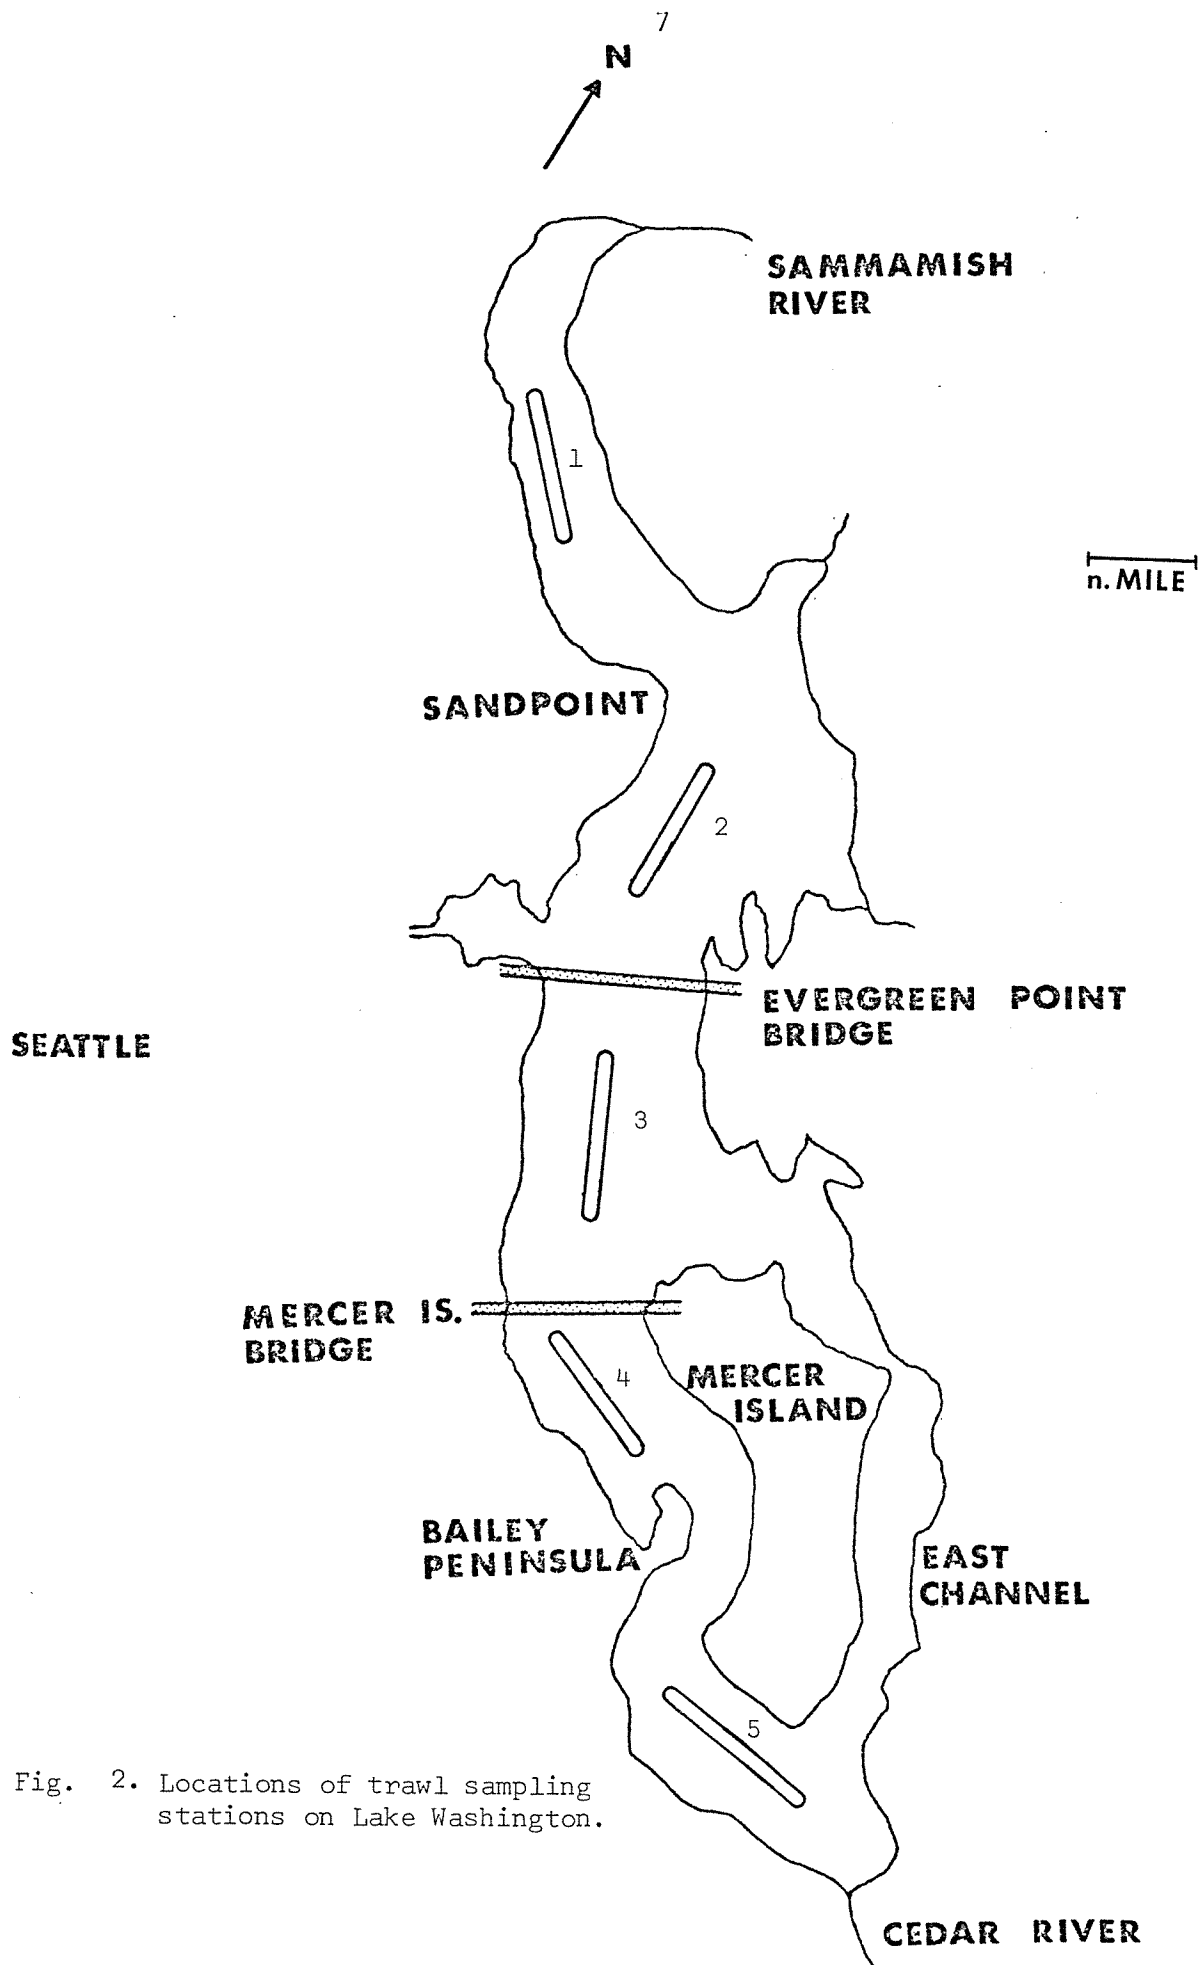 7
N
SAMMAMISH
RIVER
1
n. MILE
SANDPOINT
2
EVERGREEN POINT
BRIDGE
SEATTLE
3
MERCER IS.
BRIDGE
4
MERCER
ISLAND
BAILEY
PENINSULA
EAST
CHANNEL
5
Fig. 2. Locations of trawl sampling
stations on Lake Washington.
CEDAR RIVER